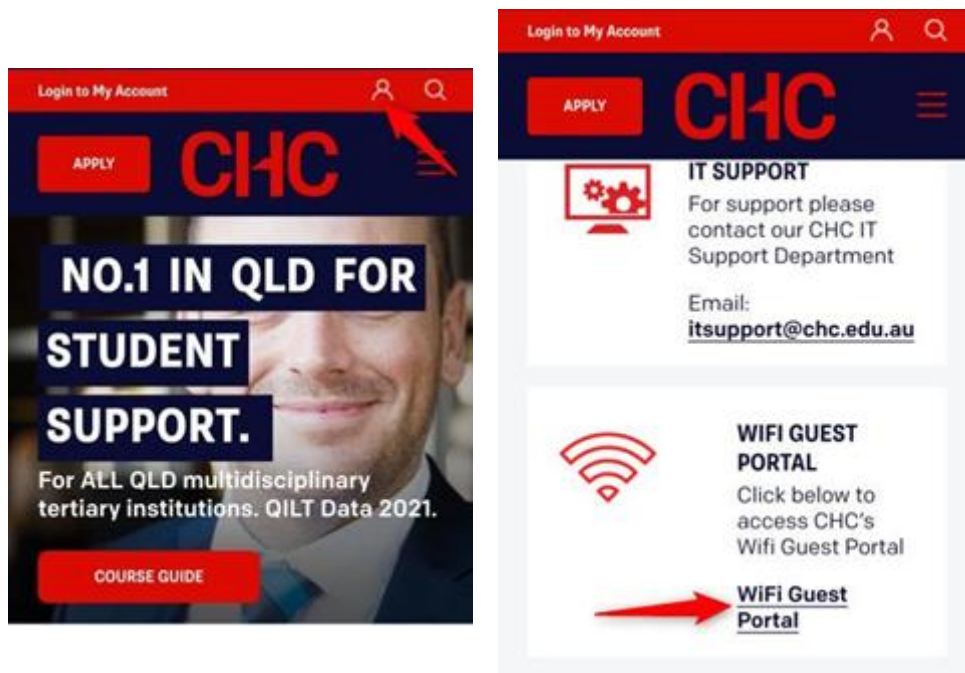 Login to My Account
APPLY
CHC
NO.1 IN QLD FOR
STUDENT
SUPPORT.
For ALL QLD multidisciplinary
tertiary institutions. QILT Data 2021.
COURSE GUIDE
Login to My Account
APPLY
CHC
IT SUPPORT
For support please
contact our CHC IT
Support Department
Email:
itsupport@chc.edu.au
WIFI GUEST
PORTAL
Click below to
access CHC's
Wifi Guest Portal
WiFi Guest
Portal